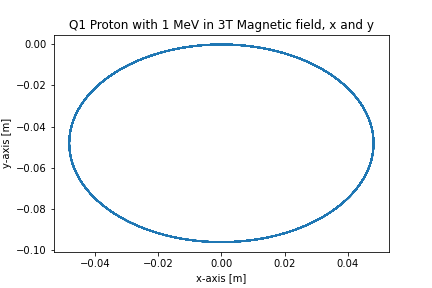 Q1 Proton with 1 MeV in 3T Magnetic field, x and y
0.00
−0.02
−0.04
−0.06
−0.08
−0.10
y-axis [m]
−0.04 −0.02 0.00 0.02 0.04
x-axis [m]